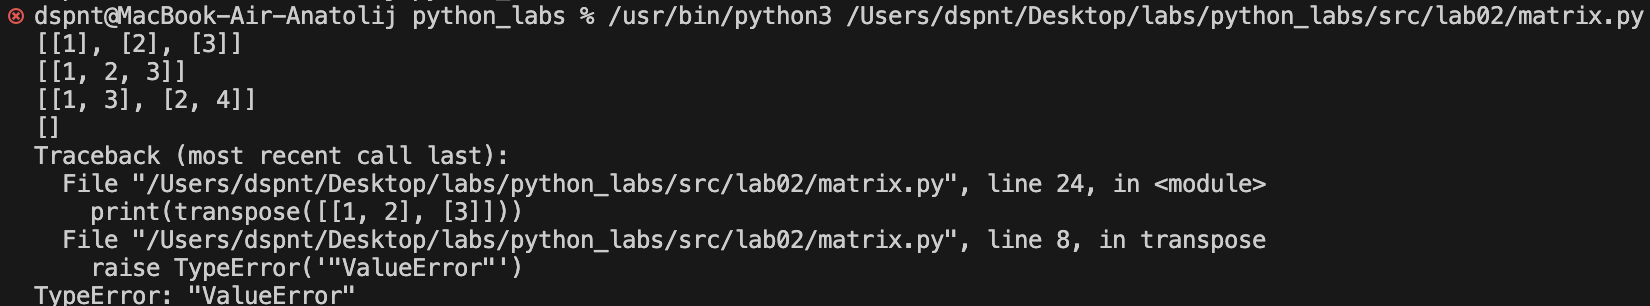 dspnt@MacBook-Air-Anatolij python_labs % /usr/bin/python3 /Users/dspnt/Desktop/labs/python_labs/src/lab02/matrix.py
[[1], [2], [3]]
[[1, 2, 3]]
[[1, 3], [2, 4]]
[]
Traceback (most recent call last):
  File "/Users/dspnt/Desktop/labs/python_labs/src/lab02/matrix.py", line 24, in <module>
    print(transpose([[1, 2], [3]]))
  File "/Users/dspnt/Desktop/labs/python_labs/src/lab02/matrix.py", line 8, in transpose
    raise TypeError('"ValueError"')
TypeError: "ValueError"